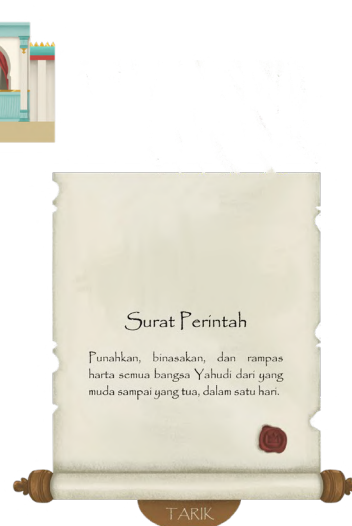 Surat Perintah
Punahkan, binasakan, dan rampas
harta semua bangsa Yahudi dari yang
muda sampai yang tua, dalam satu hari.
TARIK